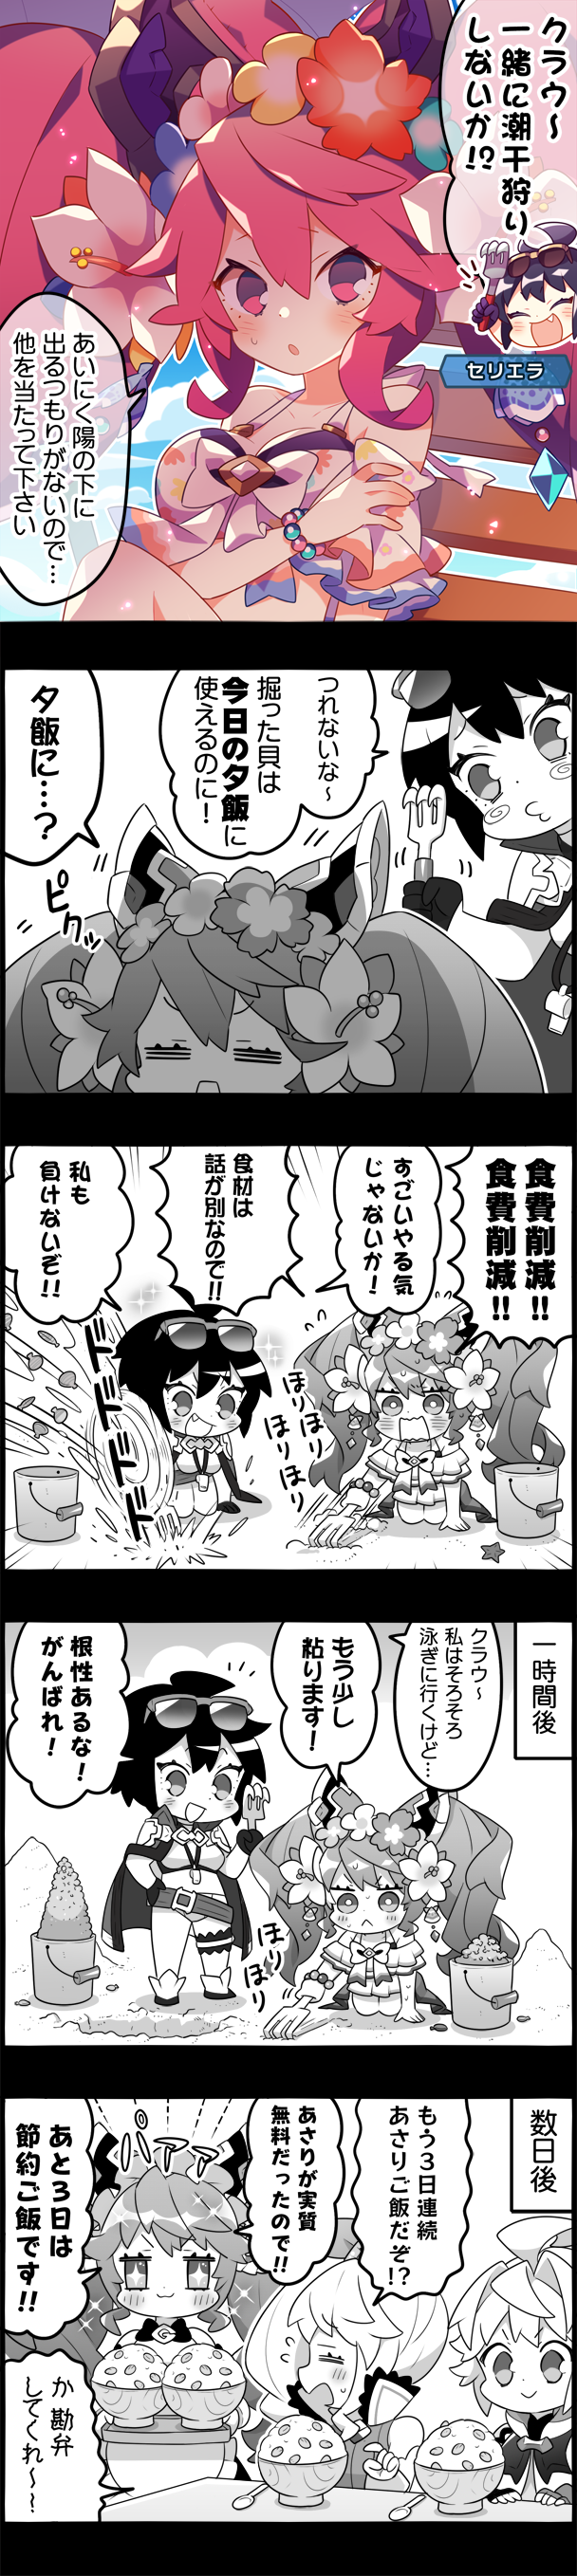 クラウ～
一緒に潮干狩り
しないか!?
セリエラ
あいにく陽の下に
出るつもりがないので…
他を当たって下さい
つれないな～
掘った貝は
今日の夕飯に
使えるのに！
夕飯に…？
ピクッ
食費削減!!
食費削減!!
すごいやる気
じゃないか！
食材は
話が別なので!!
私も
負けないぞ!!
ほりほり
ほりほり
ドドドドド
一時間後
クラウ～
私はそろそろ
泳ぎに行くけど…
もう少し
粘ります！
根性あるな！
がんばれ！
ほり
ほり
数日後
もう３日連続
あさりご飯だぞ!?
あさりが実質
無料だったので!!
パアァァ
あと３日は
節約ご飯です!!
か 勘弁
してくれ～～